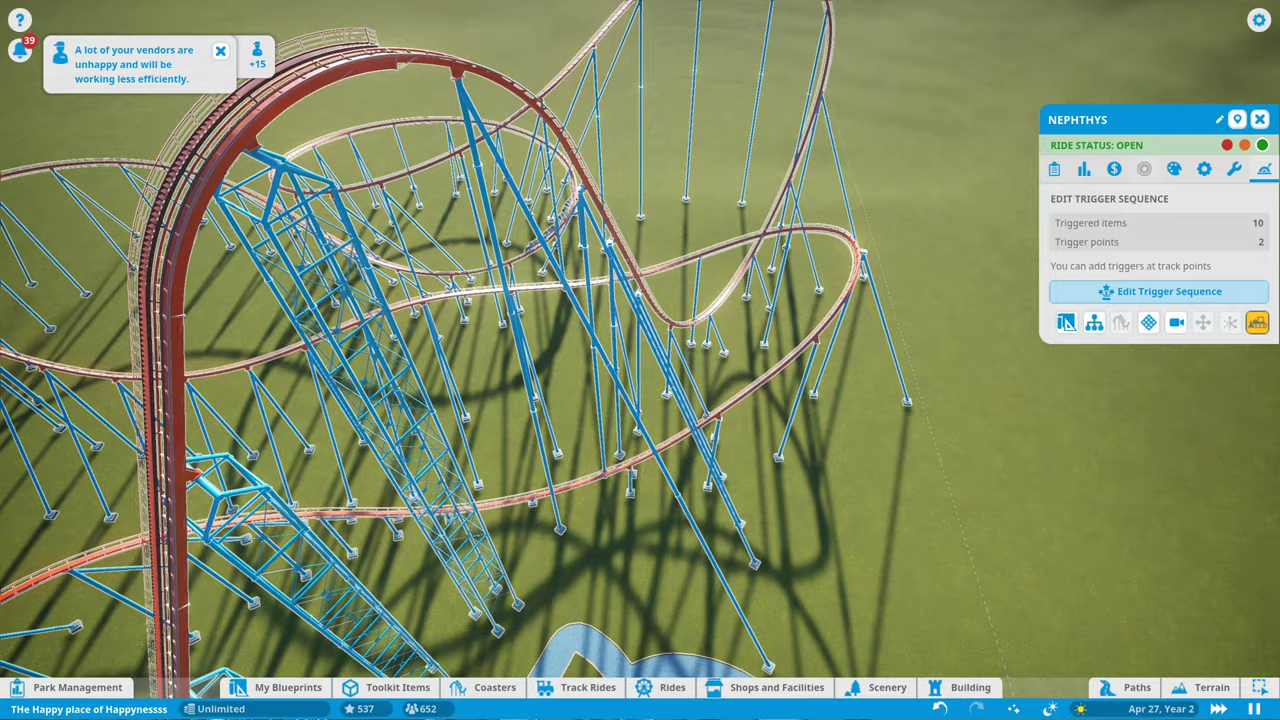 ?
39
A lot of your vendors are
unhappy and will be
working less efficiently.
+15
NEPHTHYS
RIDE STATUS: OPEN
EDIT TRIGGER SEQUENCE
Triggered items 10
Trigger points 2
You can add triggers at track points
Edit Trigger Sequence
Park Management
My Blueprints
Toolkit Items
Coasters
Track Rides
Rides
Shops and Facilities
Scenery
Building
Paths
Terrain
The Happy place of Happynessss
Unlimited
537
652
Apr 27, Year 2